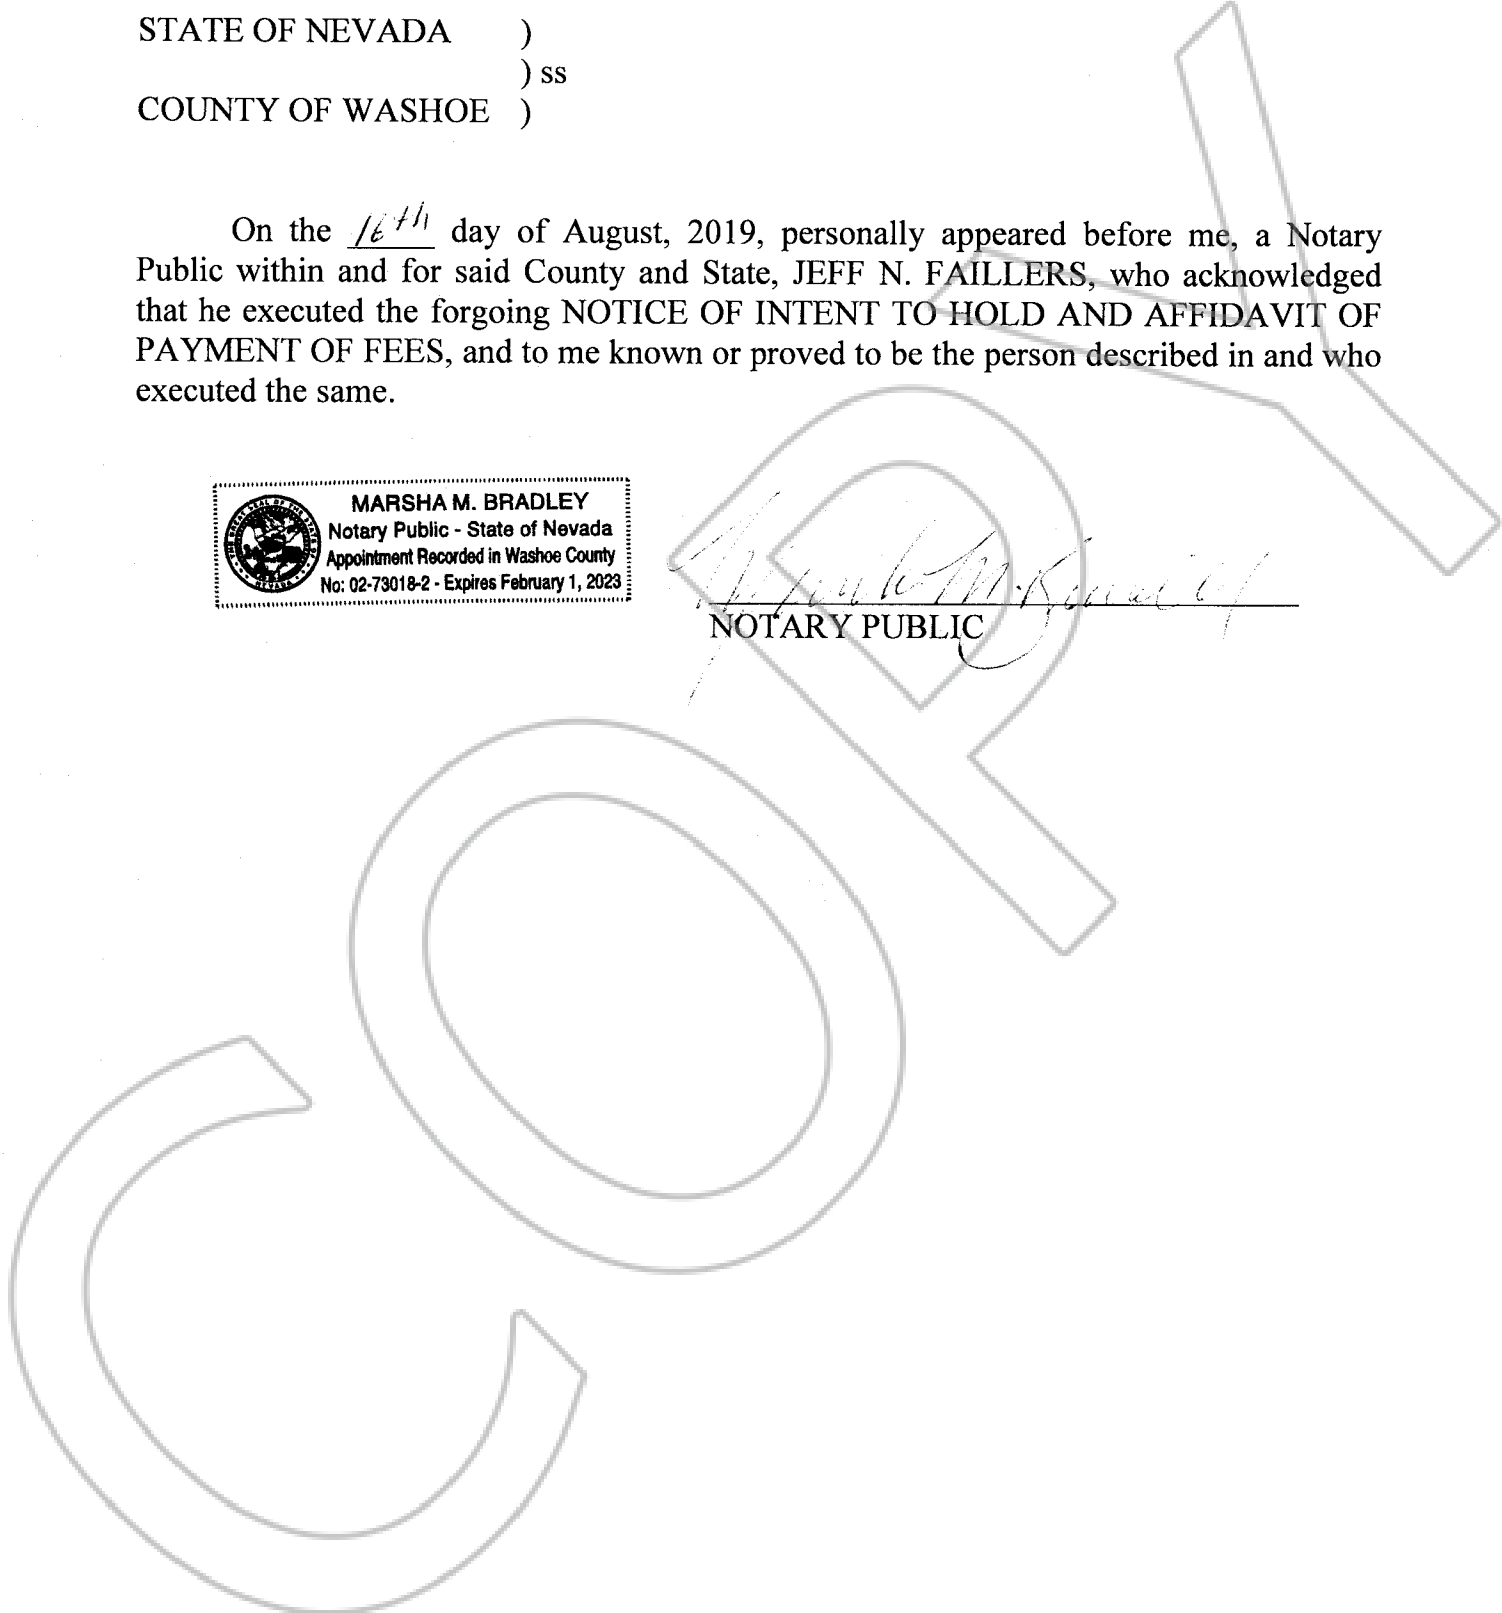 STATE OF NEVADA )
) ss
COUNTY OF WASHOE )
On the 16th day of August, 2019, personally appeared before me, a Notary
Public within and for said County and State, JEFF N. FAILLERS, who acknowledged
that he executed the forgoing NOTICE OF INTENT TO HOLD AND AFFIDAVIT OF
PAYMENT OF FEES, and to me known or proved to be the person described in and who
executed the same.
MARSHA M. BRADLEY
Notary Public - State of Nevada
Appointment Recorded in Washoe County
No: 02-73018-2 - Expires February 1, 2023
NOTARY PUBLIC
COPY